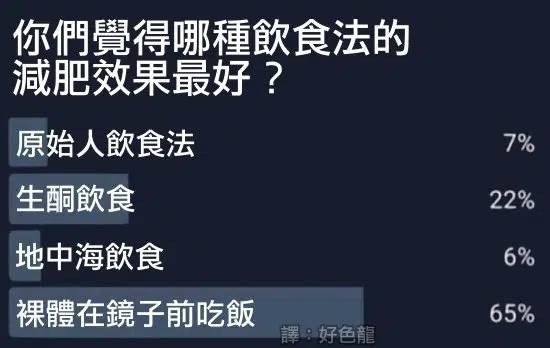 你們覺得哪種飲食法的
減肥效果最好？
原始人飲食法 7%
生酮飲食 22%
地中海飲食 6%
裸體在鏡子前吃飯 65%
譯：好色龍